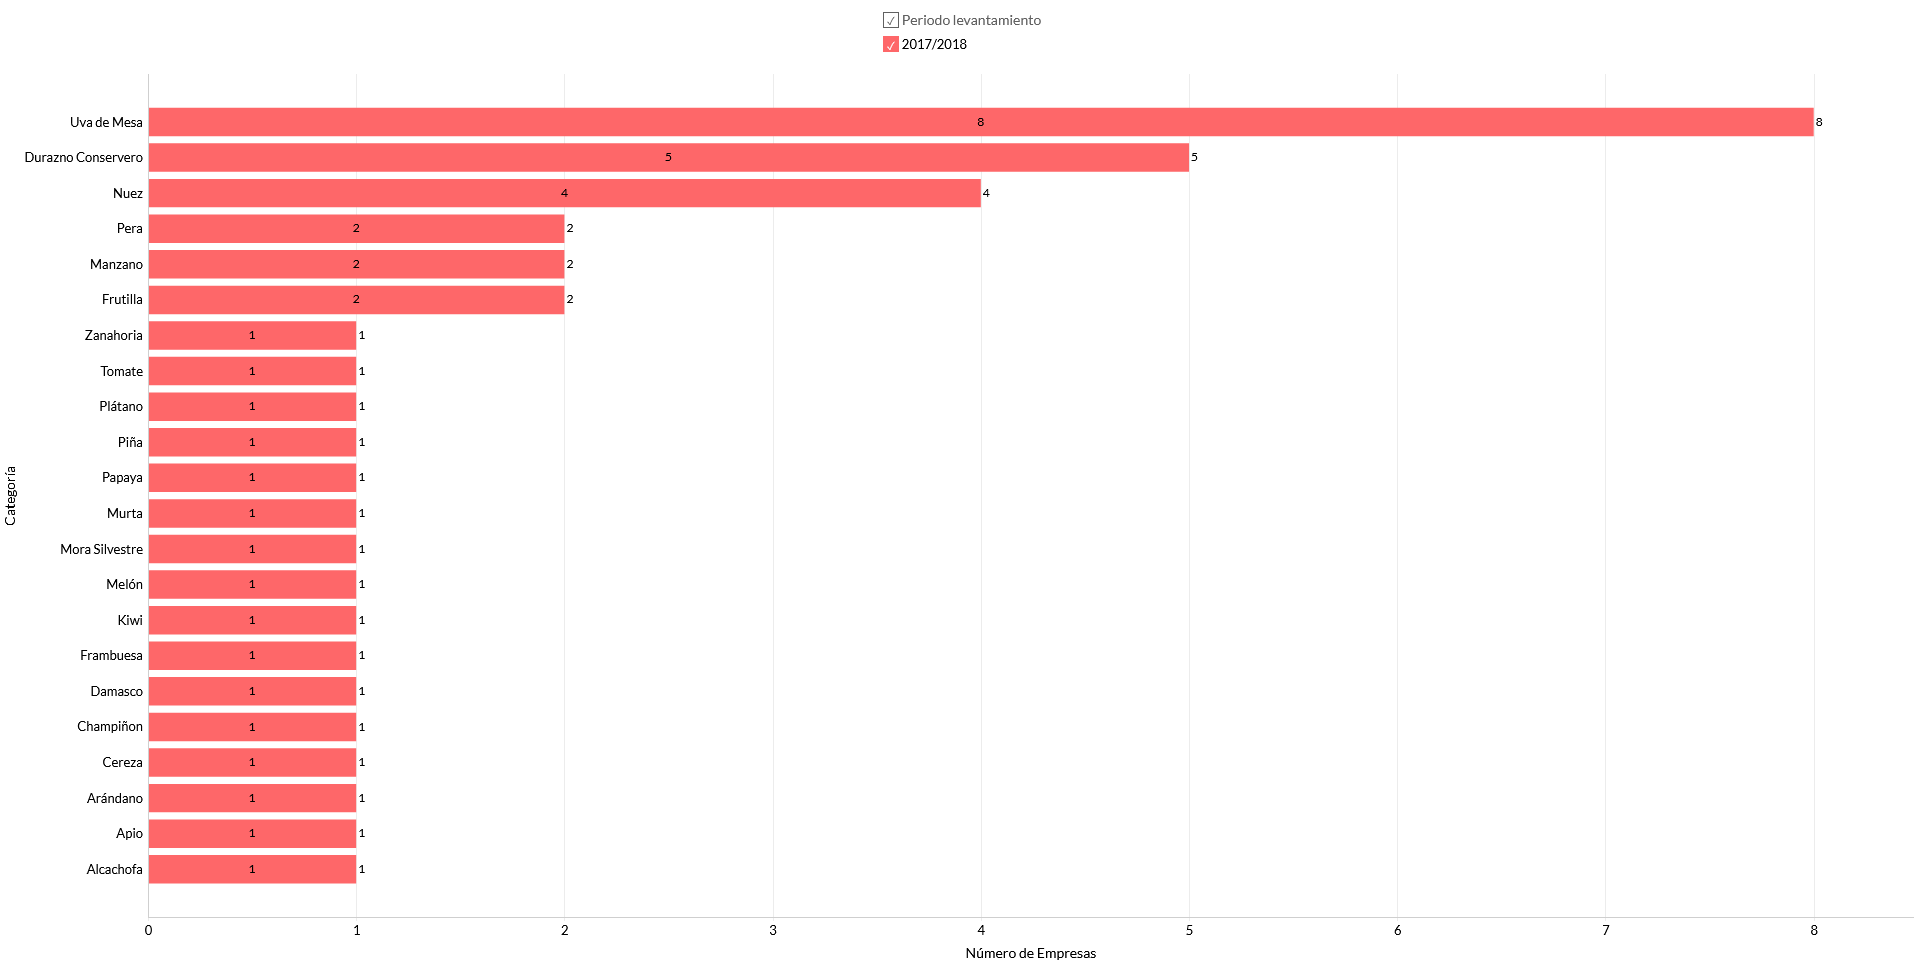 Periodo levantamiento
2017/2018
Categoría
Uva de Mesa 8 8
Durazno Conservero 5 5
Nuez 4 4
Pera 2 2
Manzano 2 2
Frutilla 2 2
Zanahoria 1 1
Tomate 1 1
Plátano 1 1
Piña 1 1
Papaya 1 1
Murta 1 1
Mora Silvestre 1 1
Melón 1 1
Kiwi 1 1
Frambuesa 1 1
Damasco 1 1
Champiñon 1 1
Cereza 1 1
Arándano 1 1
Apio 1 1
Alcachofa 1 1
0 1 2 3 4 5 6 7 8
Número de Empresas